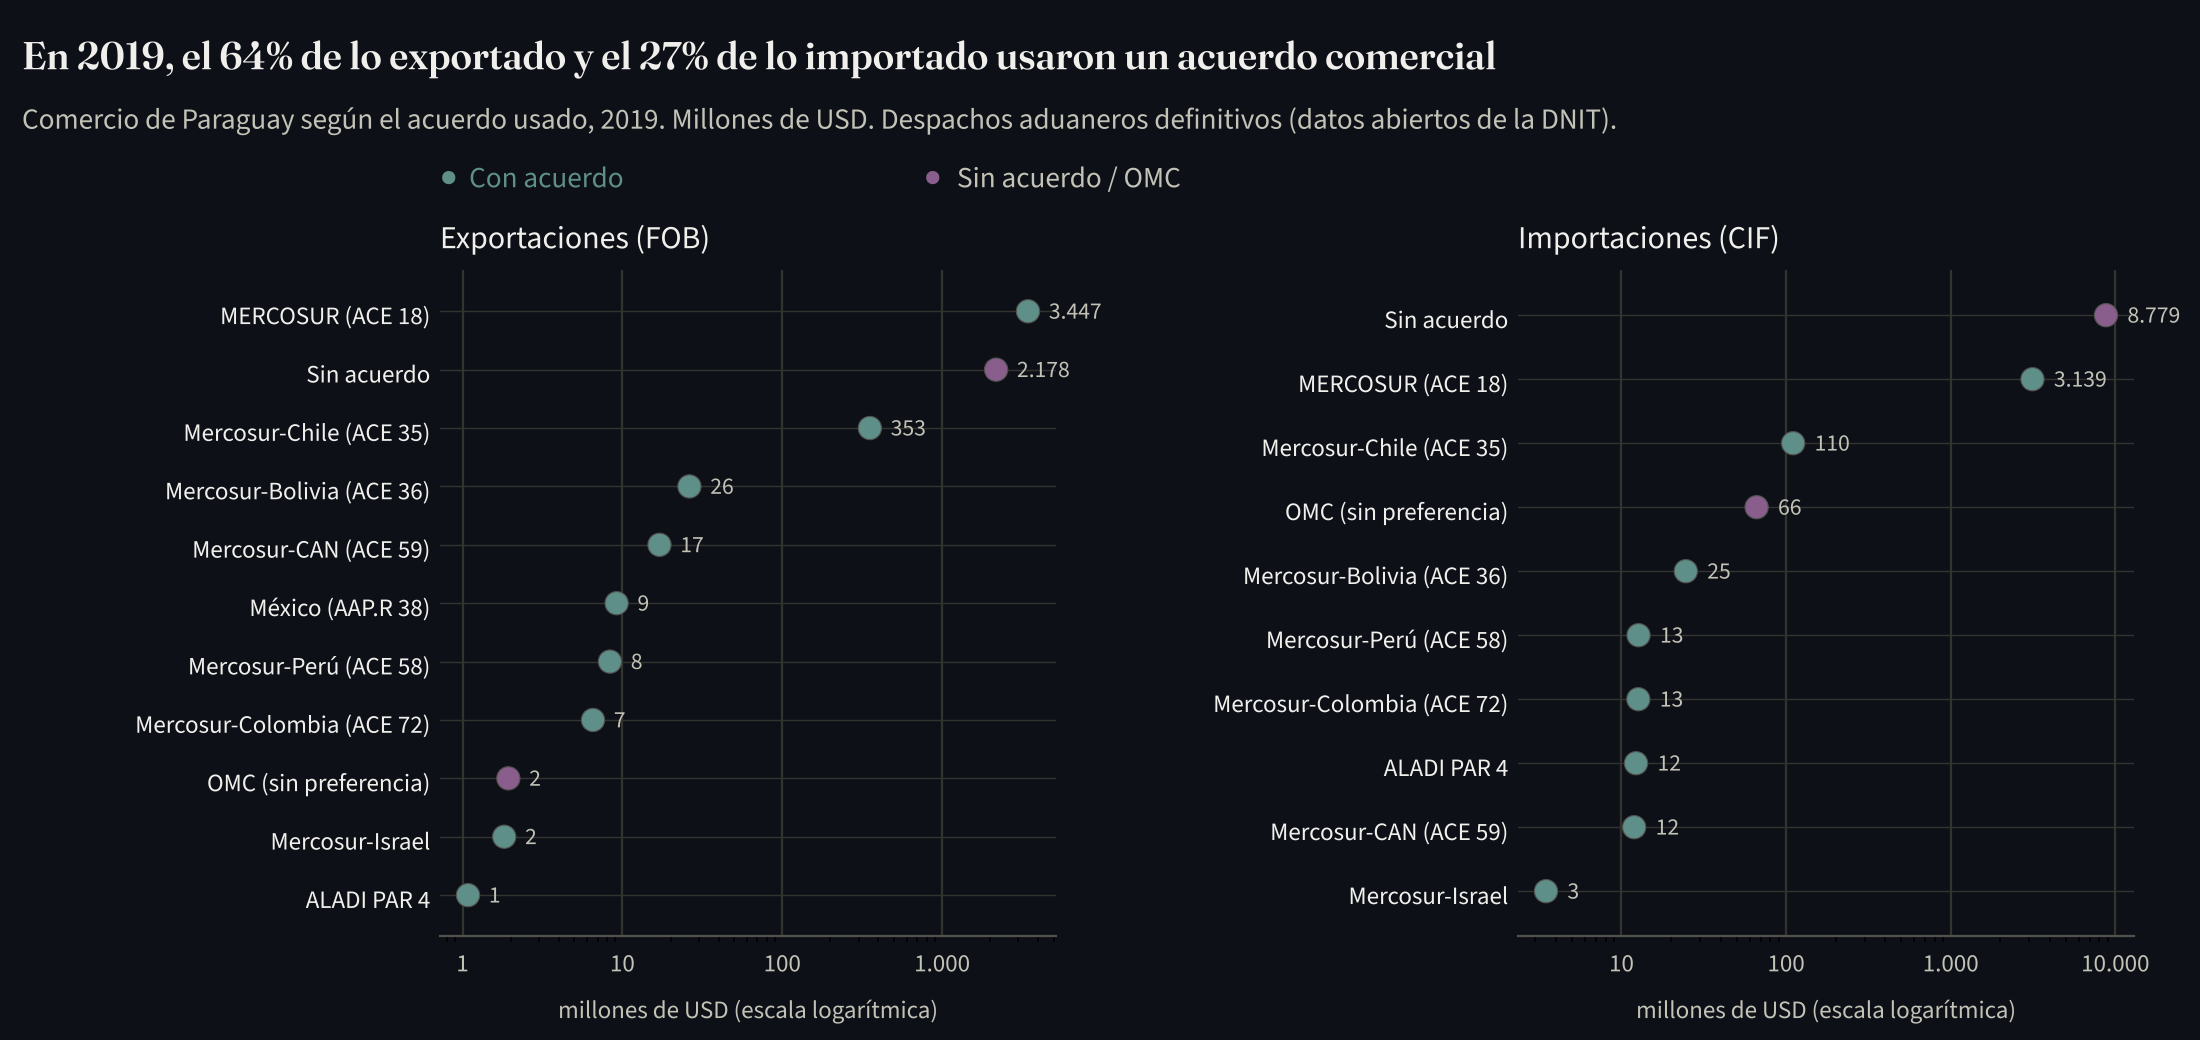 En 2019, el 64% de lo exportado y el 27% de lo importado usaron un acuerdo comercial
Comercio de Paraguay según el acuerdo usado, 2019. Millones de USD. Despachos aduaneros definitivos (datos abiertos de la DNIT).
Con acuerdo
Sin acuerdo / OMC
Exportaciones (FOB)
MERCOSUR (ACE 18) 3.447
Sin acuerdo 2.178
Mercosur-Chile (ACE 35) 353
Mercosur-Bolivia (ACE 36) 26
Mercosur-CAN (ACE 59) 17
México (AAP.R 38) 9
Mercosur-Perú (ACE 58) 8
Mercosur-Colombia (ACE 72) 7
OMC (sin preferencia) 2
Mercosur-Israel 2
ALADI PAR 4 1
1 10 100 1.000
millones de USD (escala logarítmica)
Importaciones (CIF)
Sin acuerdo 8.779
MERCOSUR (ACE 18) 3.139
Mercosur-Chile (ACE 35) 110
OMC (sin preferencia) 66
Mercosur-Bolivia (ACE 36) 25
Mercosur-Perú (ACE 58) 13
Mercosur-Colombia (ACE 72) 13
ALADI PAR 4 12
Mercosur-CAN (ACE 59) 12
Mercosur-Israel 3
10 100 1.000 10.000
millones de USD (escala logarítmica)